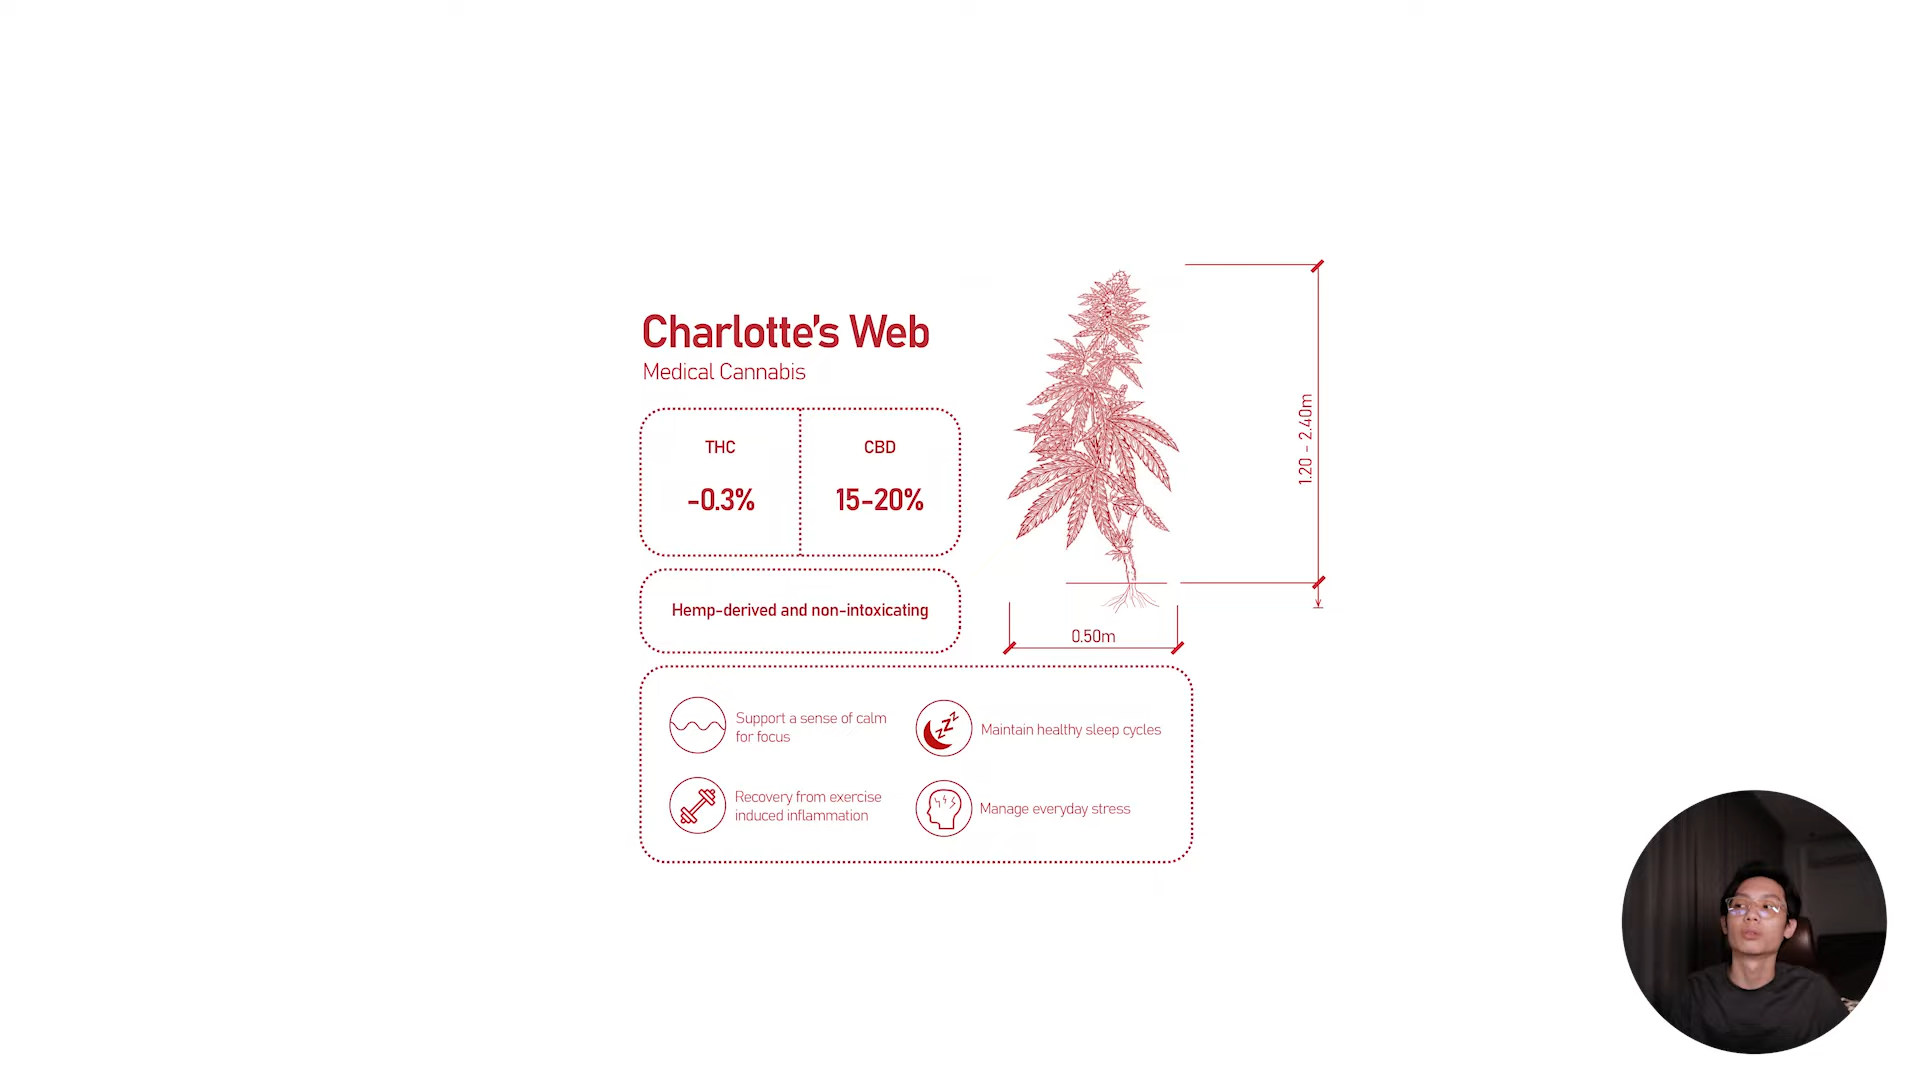 Charlotte's Web
Medical Cannabis
THC
CBD
-0.3%
15-20%
Hemp-derived and non-intoxicating
1.20 - 2.40m
0.50m
Support a sense of calm
for focus
Maintain healthy sleep cycles
Recovery from exercise
induced inflammation
Manage everyday stress